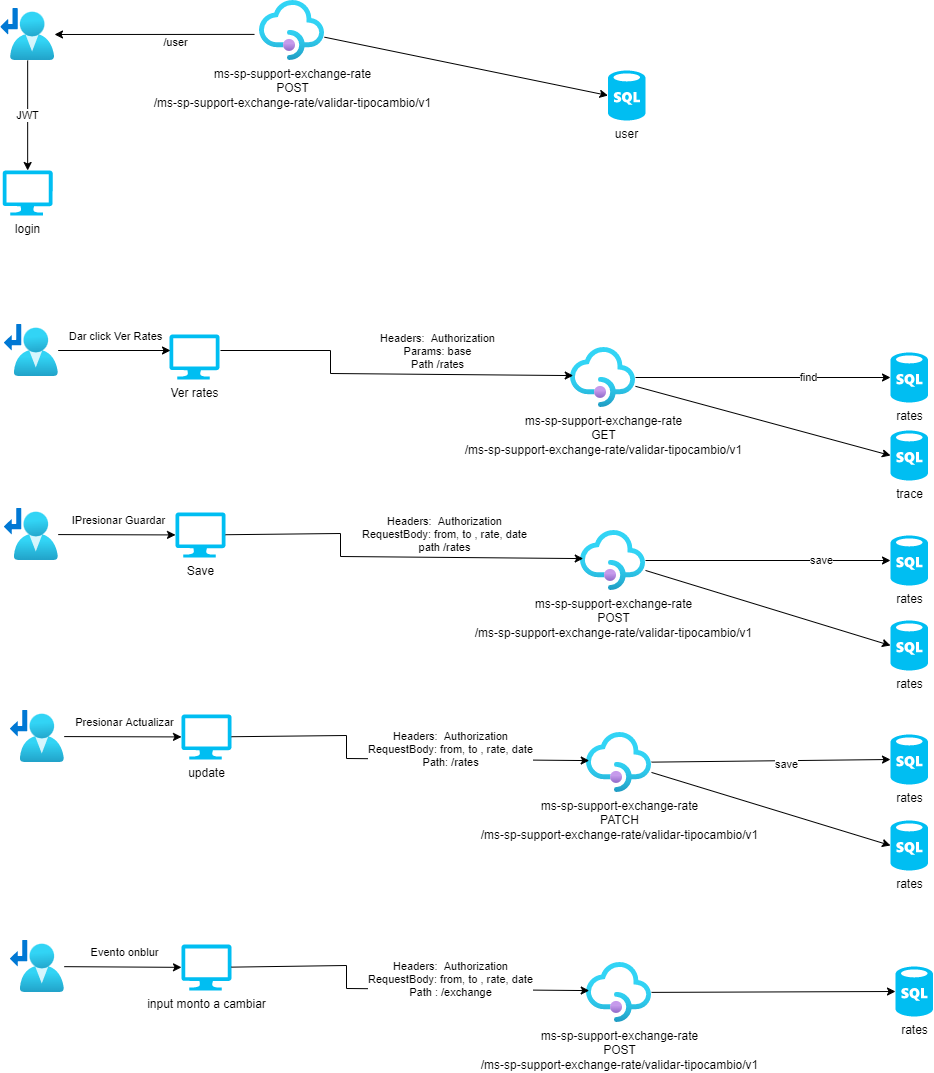 /user
SQL
ms-sp-support-exchange-rate
POST
/ms-sp-support-exchange-rate/validar-tipocambio/v1
user
JWT
login
Dar click Ver Rates
Ver rates
Headers:  Authorization
Params: base
Path /rates
find
SQL
rates
ms-sp-support-exchange-rate
GET
/ms-sp-support-exchange-rate/validar-tipocambio/v1
SQL
trace
IPresionar Guardar
Save
Headers:  Authorization
RequestBody: from, to , rate, date
path /rates
save
SQL
rates
ms-sp-support-exchange-rate
POST
/ms-sp-support-exchange-rate/validar-tipocambio/v1
SQL
rates
Presionar Actualizar
update
Headers:  Authorization
RequestBody: from, to , rate, date
Path: /rates
save
SQL
rates
ms-sp-support-exchange-rate
PATCH
/ms-sp-support-exchange-rate/validar-tipocambio/v1
SQL
rates
Evento onblur
input monto a cambiar
Headers:  Authorization
RequestBody: from, to , rate, date
Path : /exchange
SQL
rates
ms-sp-support-exchange-rate
POST
/ms-sp-support-exchange-rate/validar-tipocambio/v1